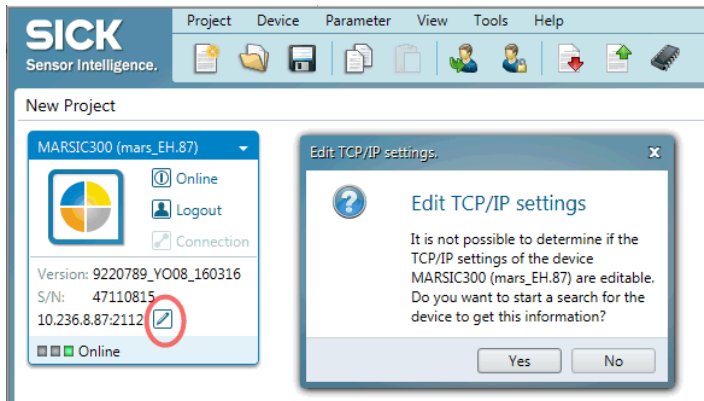 SICK
Sensor Intelligence.
Project Device Parameter View Tools Help
New Project
MARSIC300 (mars_EH.87)
Online
Logout
Connection
Version: 9220789_YO08_160316
S/N: 47110815
10.236.8.87:2112
Online
Edit TCP/IP settings.
x
Edit TCP/IP settings
It is not possible to determine if the
TCP/IP settings of the device
MARSIC300 (mars_EH.87) are editable.
Do you want to start a search for the
device to get this information?
Yes No